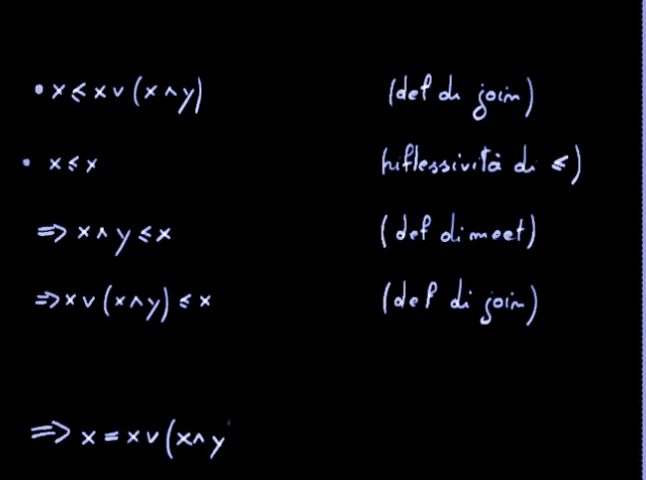 • x ≤ x ∨ (x ∧ y) (def di join)
• x ≤ x riflessività di ≤)
⇒ x ∧ y ≤ x (def di meet)
⇒ x ∨ (x ∧ y) ≤ x (def di join)
⇒ x = x ∨ (x ∧ y